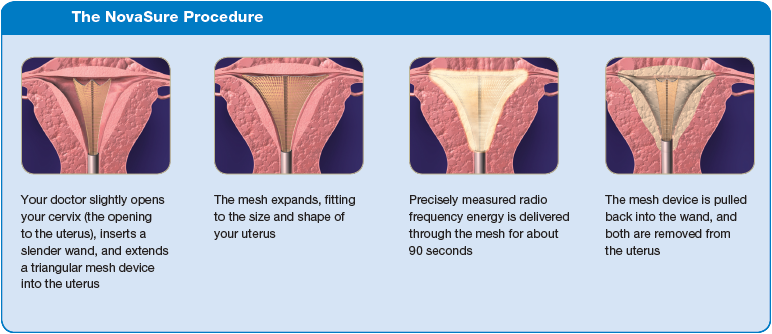 The NovaSure Procedure
Your doctor slightly opens
your cervix (the opening
to the uterus), inserts a
slender wand, and extends
a triangular mesh device
into the uterus
The mesh expands, fitting
to the size and shape of
your uterus
Precisely measured radio
frequency energy is delivered
through the mesh for about
90 seconds
The mesh device is pulled
back into the wand, and
both are removed from
the uterus